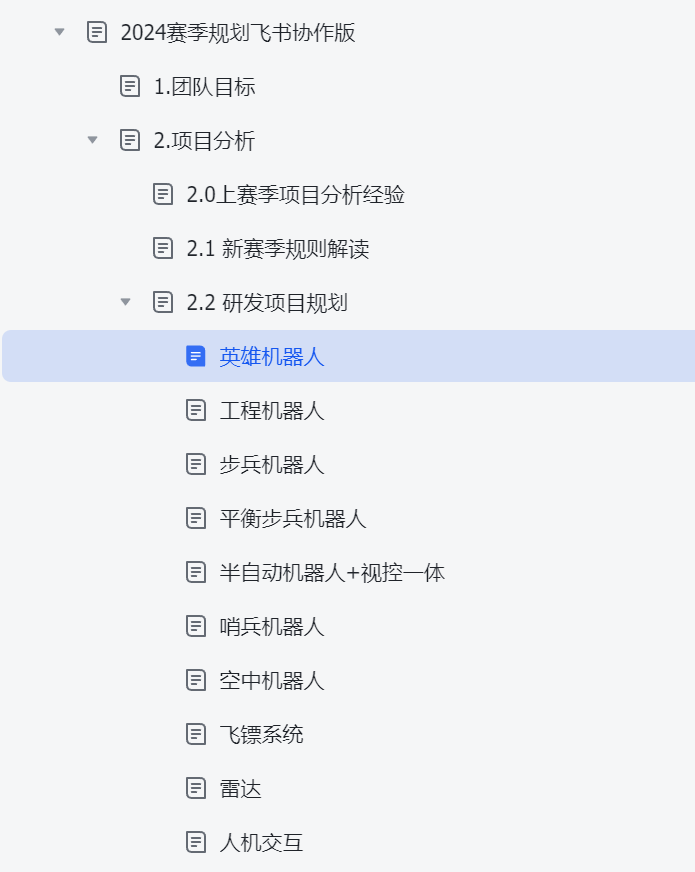 2024赛季规划飞书协作版
1.团队目标
2.项目分析
2.0上赛季项目分析经验
2.1 新赛季规则解读
2.2 研发项目规划
英雄机器人
工程机器人
步兵机器人
平衡步兵机器人
半自动机器人+视控一体
哨兵机器人
空中机器人
飞镖系统
雷达
人机交互